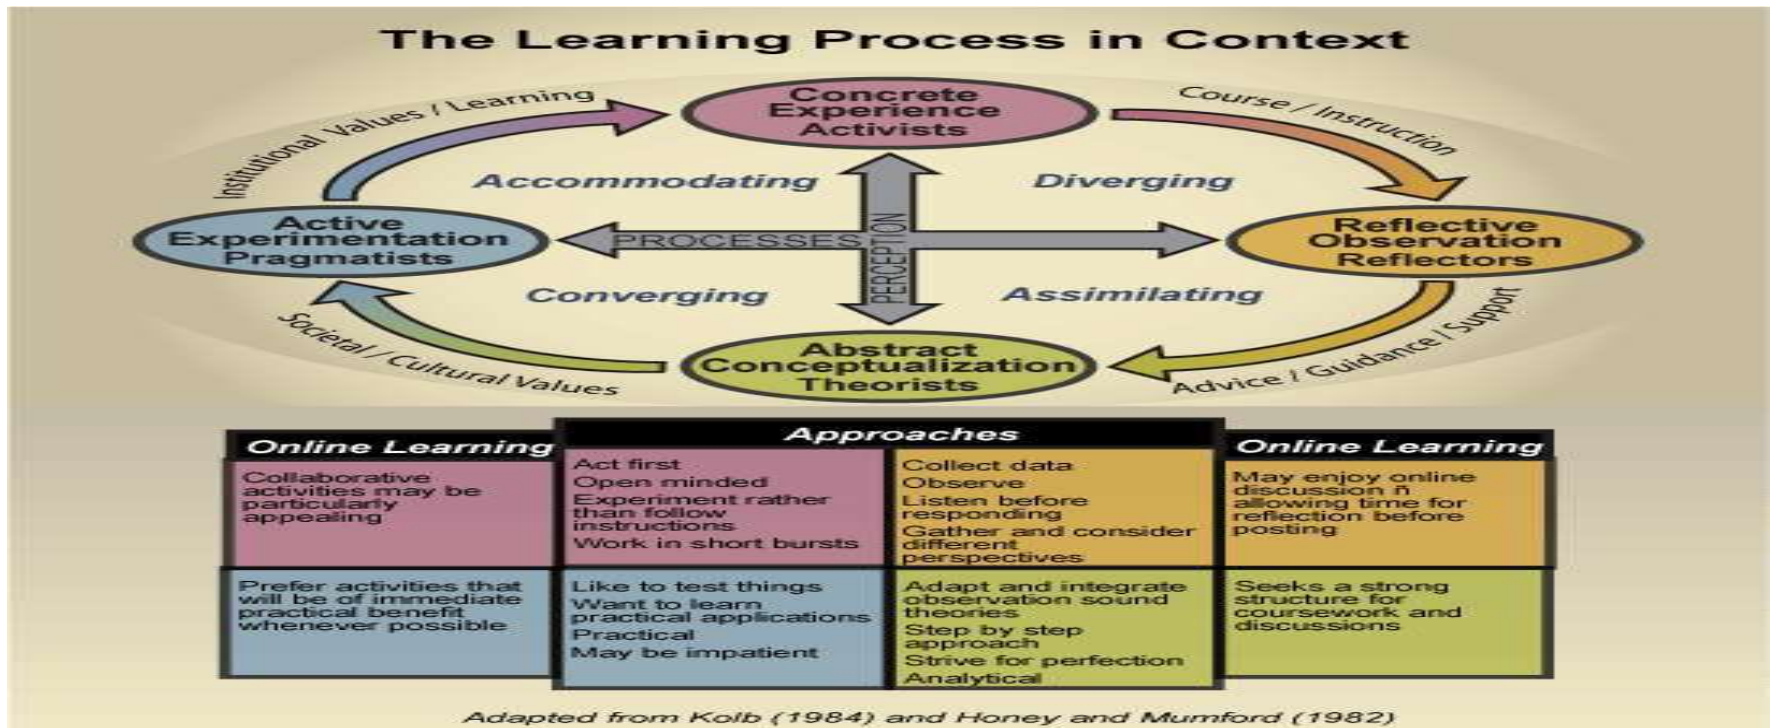 The Learning Process in Context
Institutional Values / Learning
Concrete
Experience
Activists
Course / Instruction
Accommodating
Diverging
Active
Experimentation
Pragmatists
PROCESSES
PERCEPTION
Reflective
Observation
Reflectors
Converging
Assimilating
Societal / Cultural Values
Abstract
Conceptualization
Theorists
Advice / Guidance / Support
Online Learning
Approaches
Online Learning
Collaborative
activities may be
particularly
appealing
Act first
Open minded
Experiment rather
than follow
instructions
Work in short bursts
Collect data
Observe
Listen before
responding
Gather and consider
different
perspectives
May enjoy online
discussion ñ
allowing time for
reflection before
posting
Prefer activities that
will be of immediate
practical benefit
whenever possible
Like to test things
Want to learn
practical applications
Practical
May be impatient
Adapt and integrate
observation sound
theories
Step by step
approach
Strive for perfection
Analytical
Seeks a strong
structure for
coursework and
discussions
Adapted from Kolb (1984) and Honey and Mumford (1982)